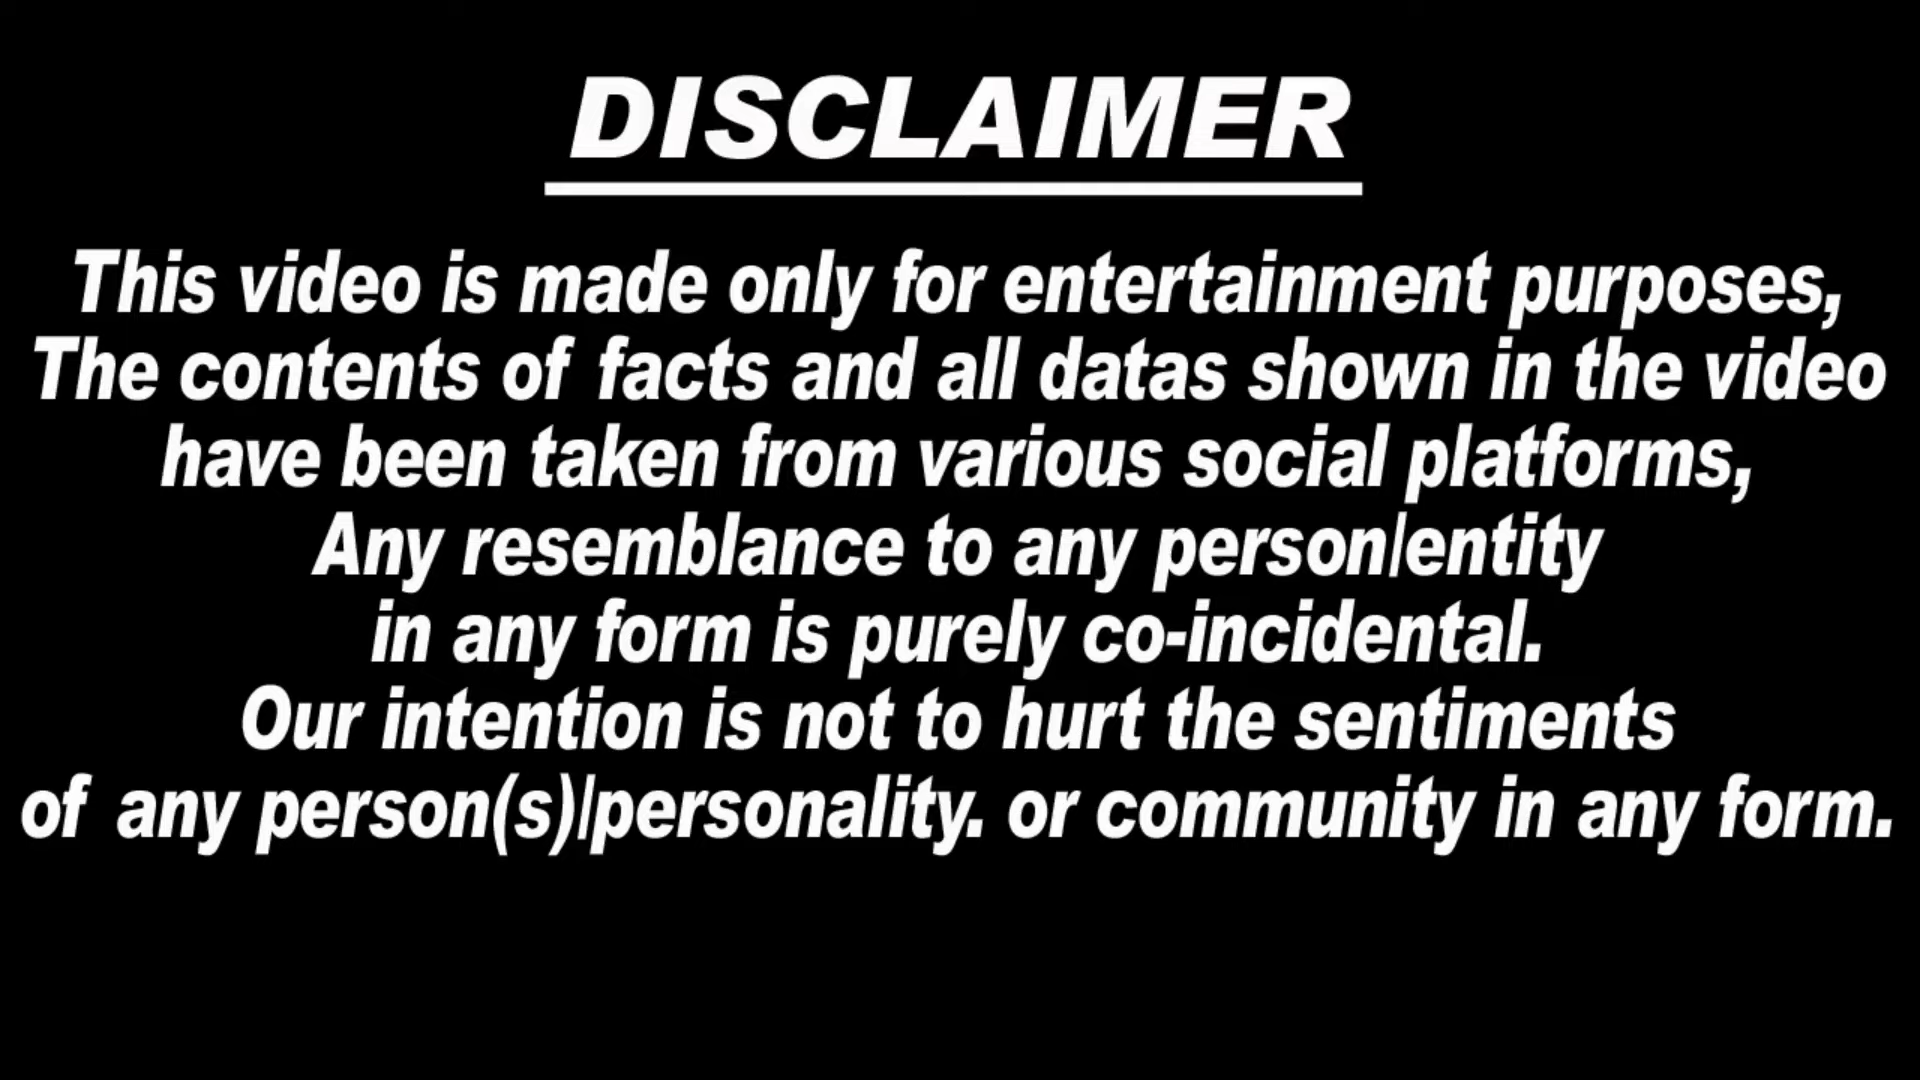 DISCLAIMER
This video is made only for entertainment purposes,
The contents of facts and all datas shown in the video
have been taken from various social platforms,
Any resemblance to any person|entity
in any form is purely co-incidental.
Our intention is not to hurt the sentiments
of any person(s)|personality. or community in any form.